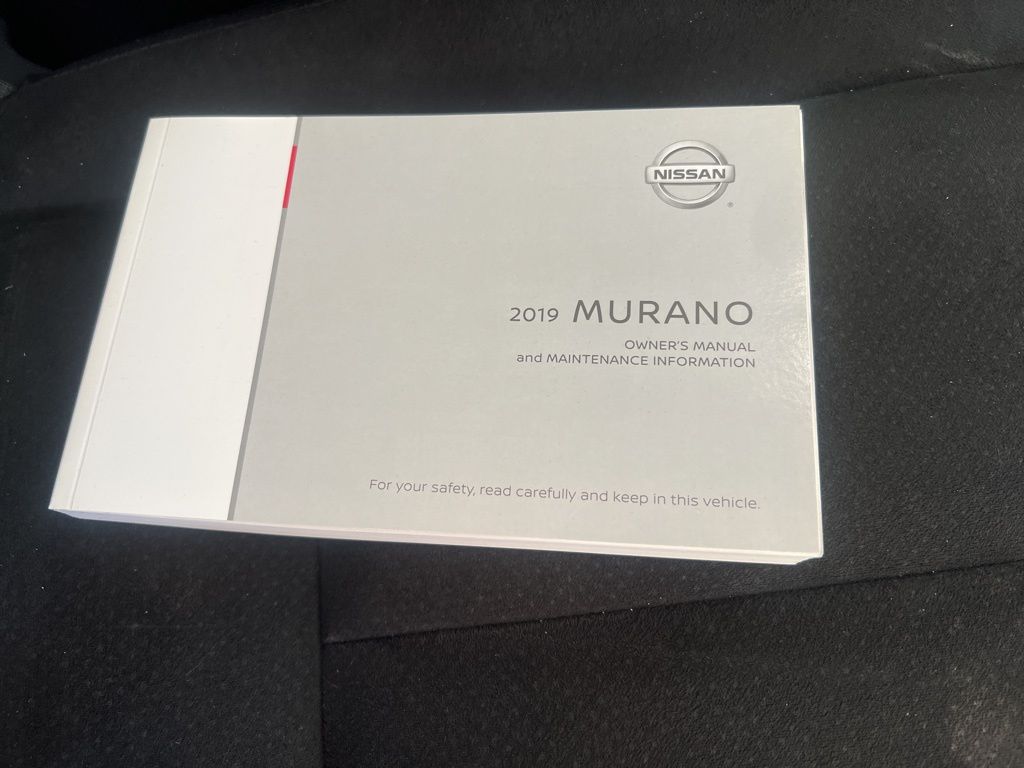 NISSAN
®
2019 MURANO
OWNER'S MANUAL
and MAINTENANCE INFORMATION
For your safety, read carefully and keep in this vehicle.